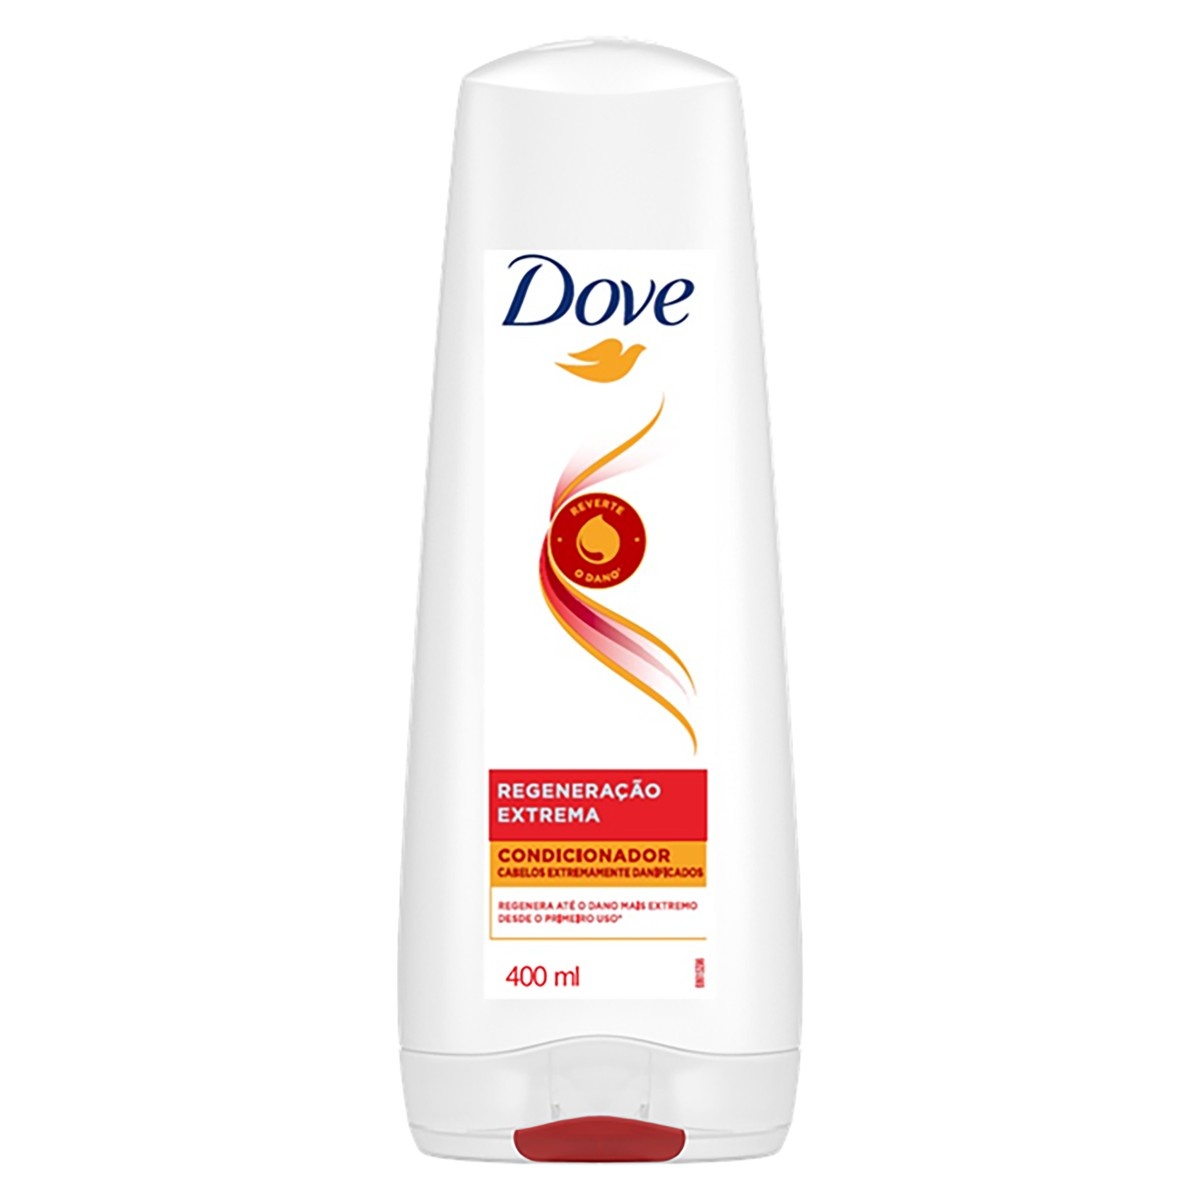 Dove
REVERTE
O DANO*
REGENERAÇÃO
EXTREMA
CONDICIONADOR
CABELOS EXTREMAMENTE DANIFICADOS
REGENERA ATÉ O DANO MAIS EXTREMO
DESDE O PRIMEIRO USO*
400 ml